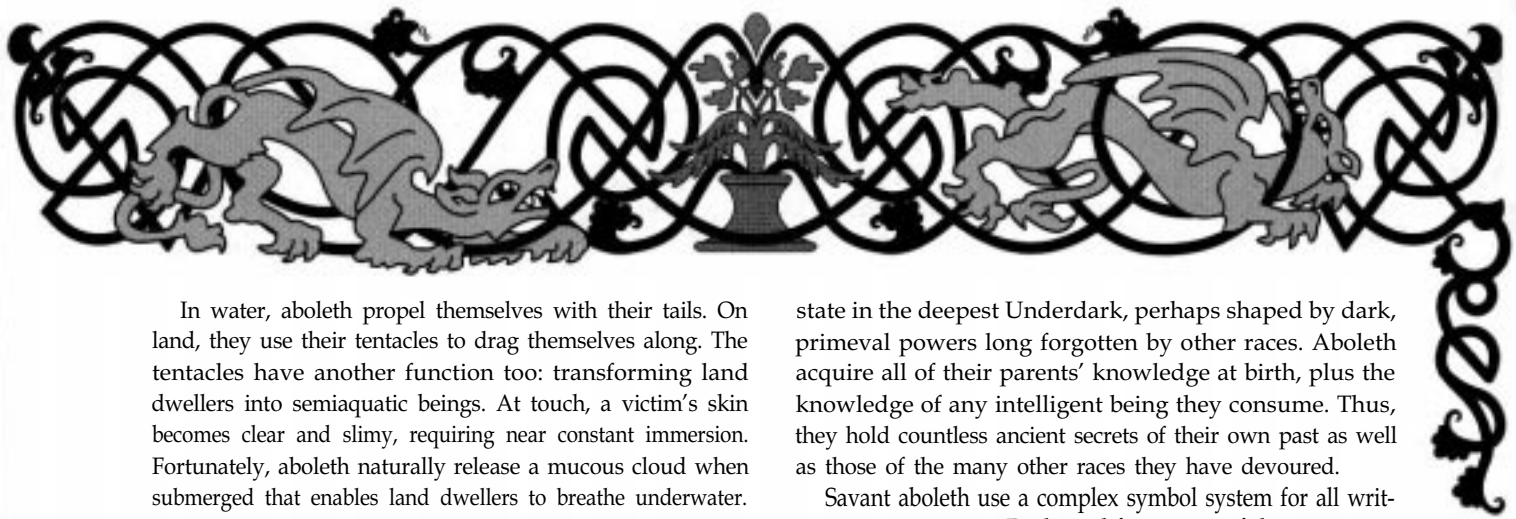 In water, aboleth propel themselves with their tails. On
land, they use their tentacles to drag themselves along. The
tentacles have another function too: transforming land
dwellers into semiaquatic beings. At touch, a victim's skin
becomes clear and slimy, requiring near constant immersion.
Fortunately, aboleth naturally release a mucous cloud when
submerged that enables land dwellers to breathe underwater.
state in the deepest Underdark, perhaps shaped by dark,
primeval powers long forgotten by other races. Aboleth
acquire all of their parents' knowledge at birth, plus the
knowledge of any intelligent being they consume. Thus,
they hold countless ancient secrets of their own past as well
as those of the many other races they have devoured.
Savant aboleth use a complex symbol system for all writ-